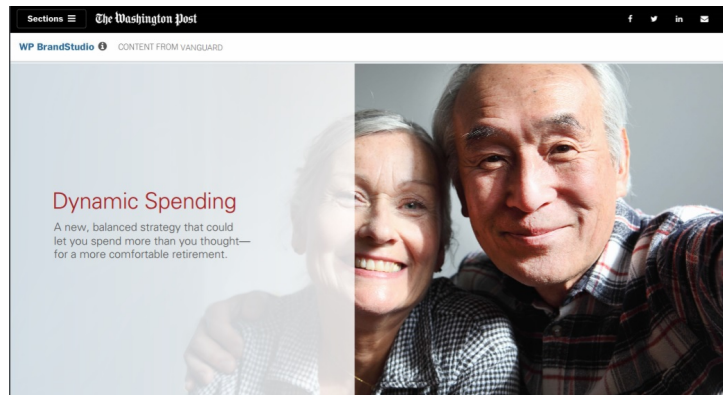 Sections
The Washington Post
f in
WP BrandStudio i CONTENT FROM VANGUARD
Dynamic Spending
A new, balanced strategy that could
let you spend more than you thought—
for a more comfortable retirement.